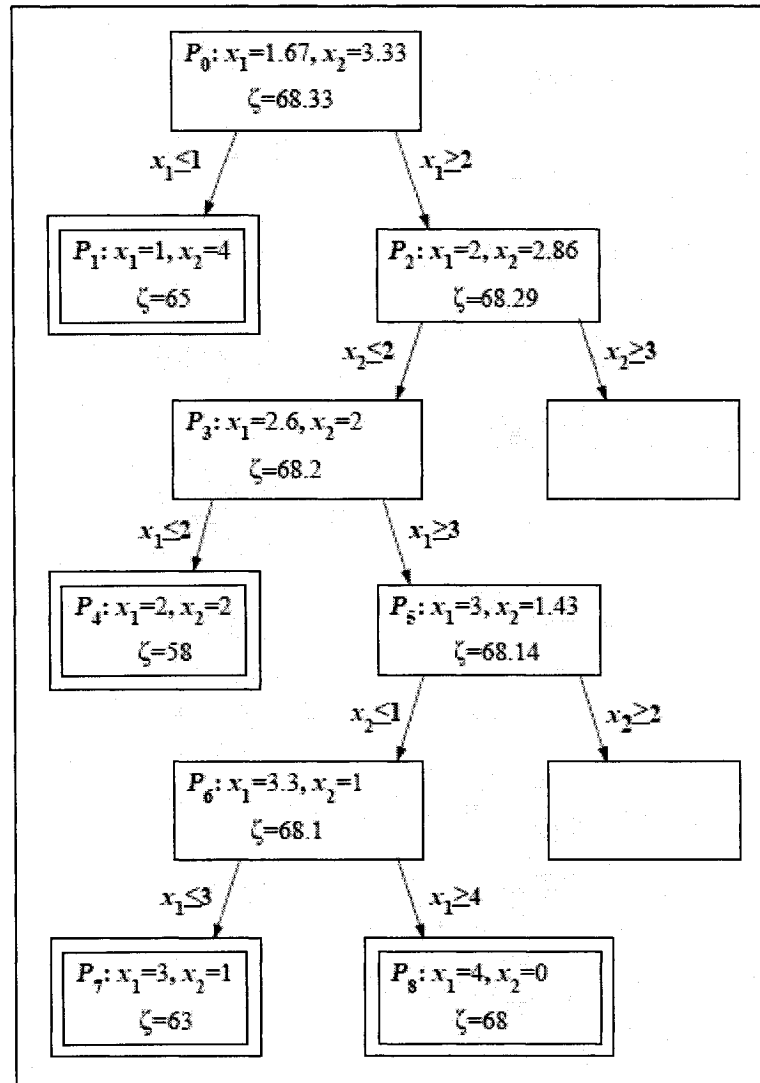 P₀: x₁=1.67, x₂=3.33
ζ=68.33
x₁≤1
x₁≥2
P₁: x₁=1, x₂=4
ζ=65
P₂: x₁=2, x₂=2.86
ζ=68.29
x₂≤2
x₂≥3
P₃: x₁=2.6, x₂=2
ζ=68.2
x₁≤2
x₁≥3
P₄: x₁=2, x₂=2
ζ=58
P₅: x₁=3, x₂=1.43
ζ=68.14
x₂≤1
x₂≥2
P₆: x₁=3.3, x₂=1
ζ=68.1
x₁≤3
x₁≥4
P₇: x₁=3, x₂=1
ζ=63
P₈: x₁=4, x₂=0
ζ=68